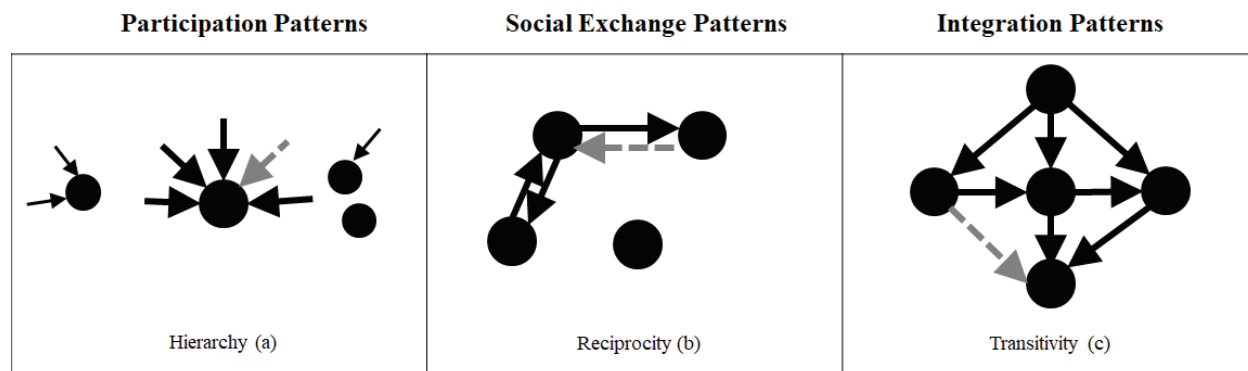 Participation Patterns
Social Exchange Patterns
Integration Patterns
Hierarchy (a)
Reciprocity (b)
Transitivity (c)